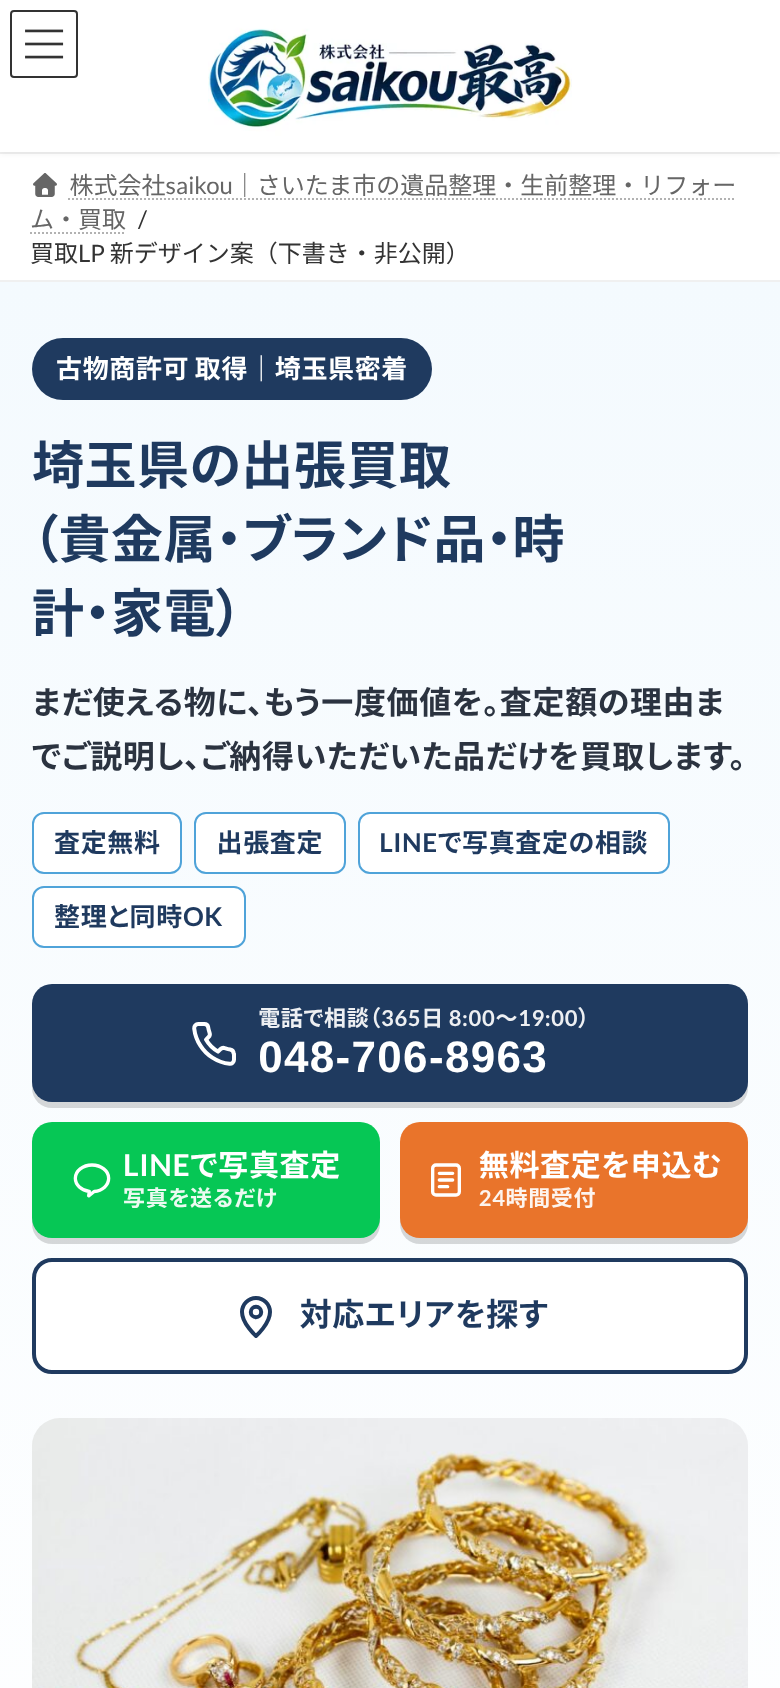 株式会社
saikou最高
株式会社saikou｜さいたま市の遺品整理・生前整理・リフォー
ム・買取 /
買取LP 新デザイン案（下書き・非公開）
古物商許可 取得｜埼玉県密着
埼玉県の出張買取
（貴金属・ブランド品・時
計・家電）
まだ使える物に、もう一度価値を。査定額の理由ま
でご説明し、ご納得いただいた品だけを買取します。
査定無料
出張査定
LINEで写真査定の相談
整理と同時OK
電話で相談（365日 8:00〜19:00）
048-706-8963
LINEで写真査定
写真を送るだけ
無料査定を申込む
24時間受付
対応エリアを探す